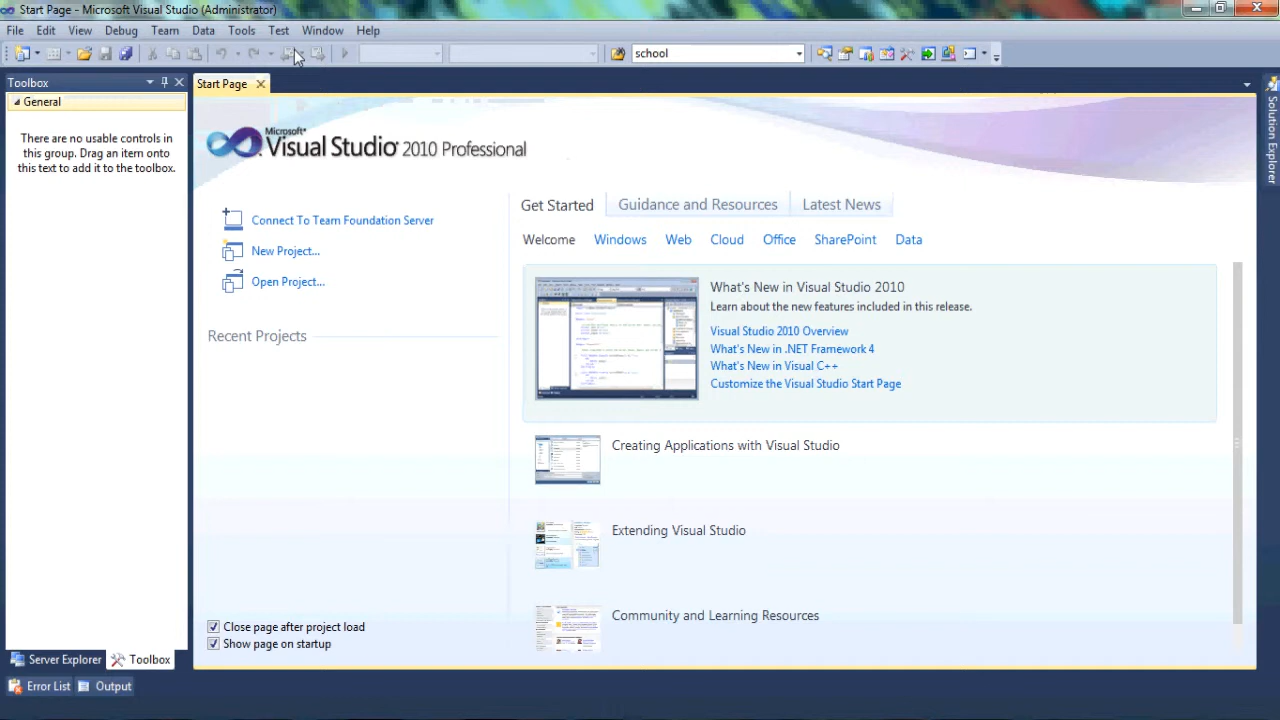 Start Page - Microsoft Visual Studio (Administrator)
File Edit View Debug Team Data Tools Test Window Help
school
Toolbox
Start Page
General
There are no usable controls in
this group. Drag an item onto
this text to add it to the toolbox.
Solution Explorer
Microsoft®
Visual Studio® 2010 Professional
Connect To Team Foundation Server
New Project...
Open Project...
Recent Projects
Get Started Guidance and Resources Latest News
Welcome Windows Web Cloud Office SharePoint Data
What's New in Visual Studio 2010
Learn about the new features included in this release.
Visual Studio 2010 Overview
What's New in .NET Framework 4
What's New in Visual C++
Customize the Visual Studio Start Page
Creating Applications with Visual Studio
Extending Visual Studio
Community and Learning Resources
Close page after project load
Show page on startup
Server Explorer Toolbox
Error List Output